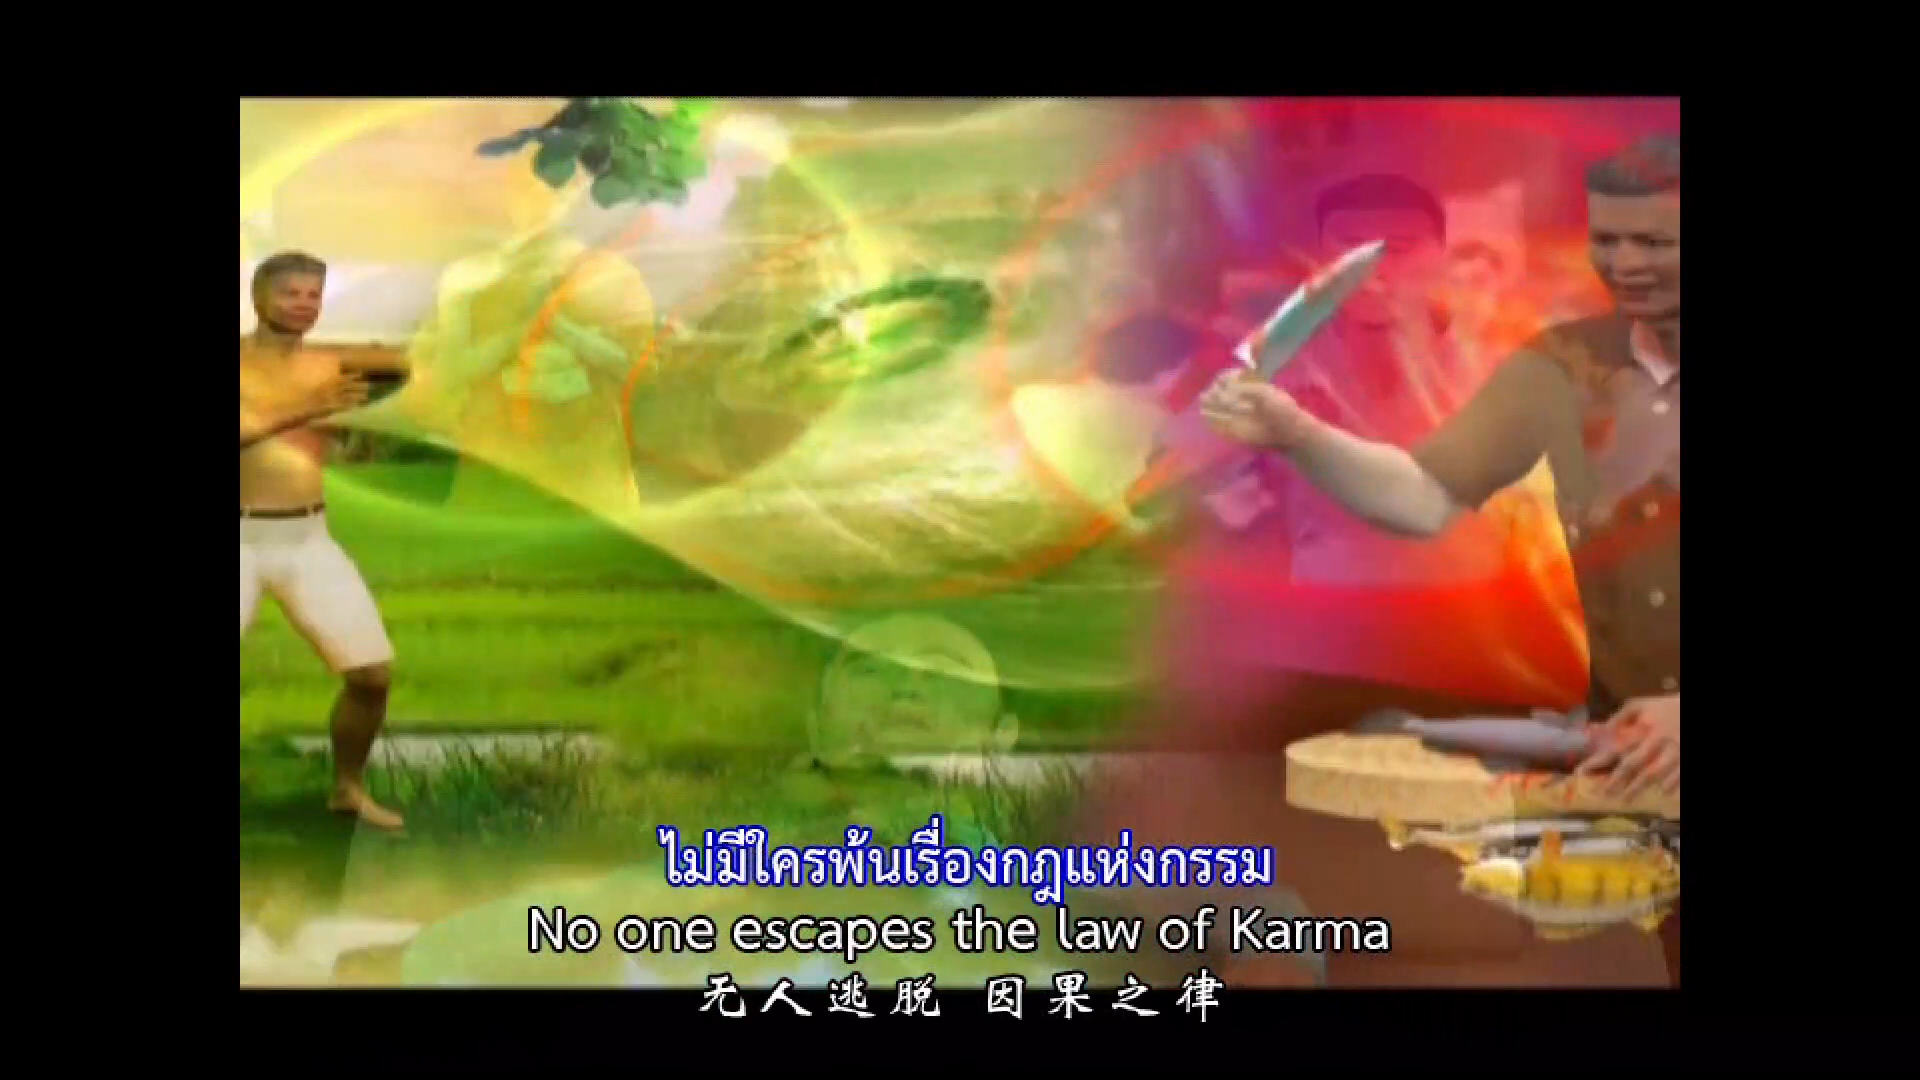 ไม่มีใครพ้นเรื่องกฎแห่งกรรม
No one escapes the law of Karma
无人逃脱 因果之律